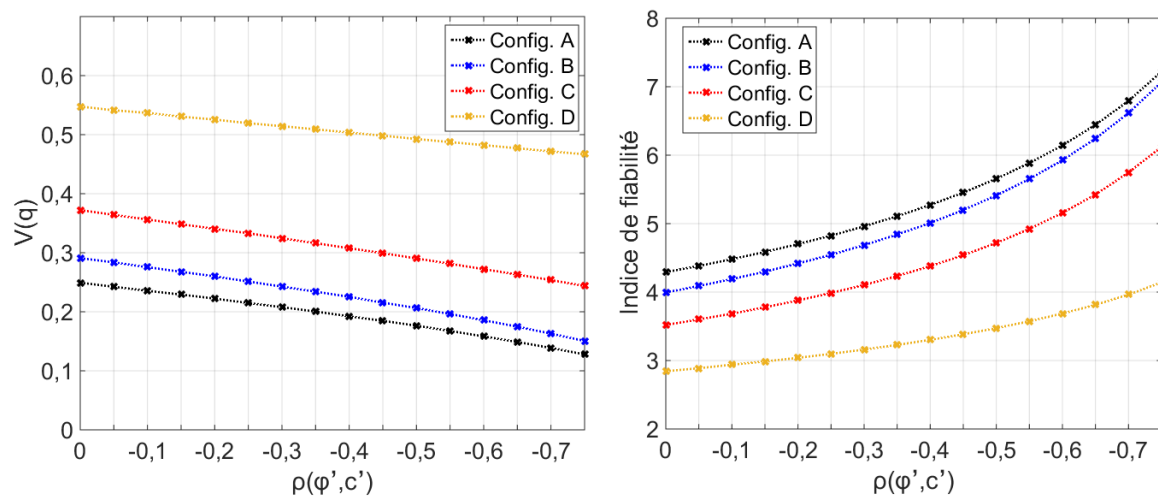 Config. A
Config. B
Config. C
Config. D
0,6
0,5
0,4
0,3
0,2
0,1
0
V(q)
0 -0,1 -0,2 -0,3 -0,4 -0,5 -0,6 -0,7
ρ(φ’,c’)
Config. A
Config. B
Config. C
Config. D
8
7
6
5
4
3
2
Indice de fiabilité
0 -0,1 -0,2 -0,3 -0,4 -0,5 -0,6 -0,7
ρ(φ’,c’)